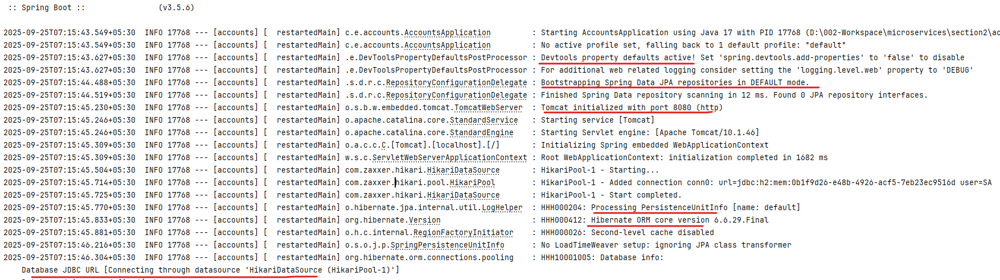 :: Spring Boot ::                (v3.5.6)
2025-09-25T07:15:43.549+05:30  INFO 17768 --- [accounts] [  restartedMain] c.e.accounts.AccountsApplication         : Starting AccountsApplication using Java 17 with PID 17768 (D:\002-Workspace\microservices\section2\ac
2025-09-25T07:15:43.549+05:30  INFO 17768 --- [accounts] [  restartedMain] c.e.accounts.AccountsApplication         : No active profile set, falling back to 1 default profile: "default"
2025-09-25T07:15:43.627+05:30  INFO 17768 --- [accounts] [  restartedMain] .e.DevToolsPropertyDefaultsPostProcessor : Devtools property defaults active! Set 'spring.devtools.add-properties' to 'false' to disable
2025-09-25T07:15:43.627+05:30  INFO 17768 --- [accounts] [  restartedMain] .e.DevToolsPropertyDefaultsPostProcessor : For additional web related logging consider setting the 'logging.level.web' property to 'DEBUG'
2025-09-25T07:15:44.488+05:30  INFO 17768 --- [accounts] [  restartedMain] .s.d.r.c.RepositoryConfigurationDelegate : Bootstrapping Spring Data JPA repositories in DEFAULT mode.
2025-09-25T07:15:44.519+05:30  INFO 17768 --- [accounts] [  restartedMain] .s.d.r.c.RepositoryConfigurationDelegate : Finished Spring Data repository scanning in 12 ms. Found 0 JPA repository interfaces.
2025-09-25T07:15:45.230+05:30  INFO 17768 --- [accounts] [  restartedMain] o.s.b.w.embedded.tomcat.TomcatWebServer  : Tomcat initialized with port 8080 (http)
2025-09-25T07:15:45.246+05:30  INFO 17768 --- [accounts] [  restartedMain] o.apache.catalina.core.StandardService   : Starting service [Tomcat]
2025-09-25T07:15:45.246+05:30  INFO 17768 --- [accounts] [  restartedMain] o.apache.catalina.core.StandardEngine    : Starting Servlet engine: [Apache Tomcat/10.1.46]
2025-09-25T07:15:45.309+05:30  INFO 17768 --- [accounts] [  restartedMain] o.a.c.c.C.[Tomcat].[localhost].[/]       : Initializing Spring embedded WebApplicationContext
2025-09-25T07:15:45.309+05:30  INFO 17768 --- [accounts] [  restartedMain] w.s.c.ServletWebServerApplicationContext : Root WebApplicationContext: initialization completed in 1682 ms
2025-09-25T07:15:45.504+05:30  INFO 17768 --- [accounts] [  restartedMain] com.zaxxer.hikari.HikariDataSource       : HikariPool-1 - Starting...
2025-09-25T07:15:45.714+05:30  INFO 17768 --- [accounts] [  restartedMain] com.zaxxer.hikari.pool.HikariPool        : HikariPool-1 - Added connection conn0: url=jdbc:h2:mem:0b1f9d26-e48b-4926-acf5-7eb23ec9516d user=SA
2025-09-25T07:15:45.725+05:30  INFO 17768 --- [accounts] [  restartedMain] com.zaxxer.hikari.HikariDataSource       : HikariPool-1 - Start completed.
2025-09-25T07:15:45.770+05:30  INFO 17768 --- [accounts] [  restartedMain] o.hibernate.jpa.internal.util.LogHelper  : HHH000204: Processing PersistenceUnitInfo [name: default]
2025-09-25T07:15:45.833+05:30  INFO 17768 --- [accounts] [  restartedMain] org.hibernate.Version                    : HHH000412: Hibernate ORM core version 6.6.29.Final
2025-09-25T07:15:45.881+05:30  INFO 17768 --- [accounts] [  restartedMain] o.h.c.internal.RegionFactoryInitiator    : HHH000026: Second-level cache disabled
2025-09-25T07:15:46.216+05:30  INFO 17768 --- [accounts] [  restartedMain] o.s.o.j.p.SpringPersistenceUnitInfo      : No LoadTimeWeaver setup: ignoring JPA class transformer
2025-09-25T07:15:46.304+05:30  INFO 17768 --- [accounts] [  restartedMain] org.hibernate.orm.connections.pooling    : HHH10001005: Database info:
Database JDBC URL [Connecting through datasource 'HikariDataSource (HikariPool-1)']